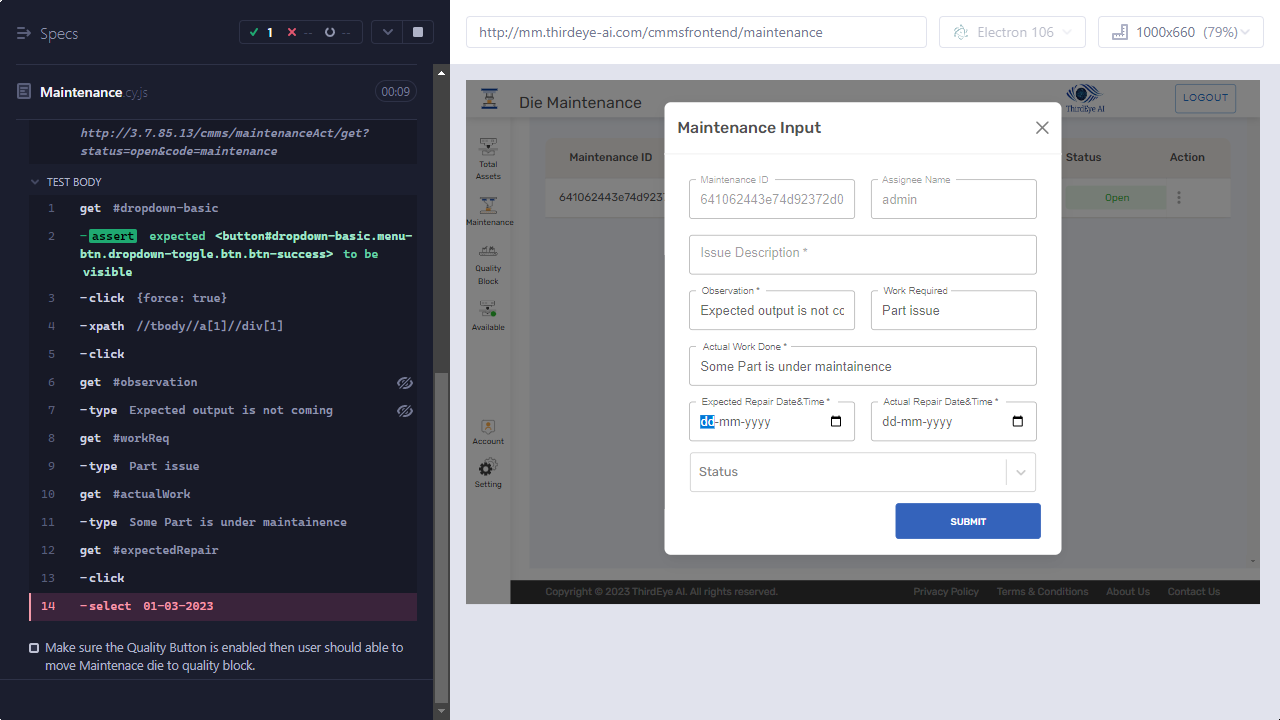 Specs
1
--
--
Maintenance.cy.js
00:09
http://3.7.85.13/cmms/maintenanceAct/get?
status=open&code=maintenance
TEST BODY
1 get #dropdown-basic
2 -assert expected <button#dropdown-basic.menu-
btn.dropdown-toggle.btn.btn-success> to be
visible
3 -click {force: true}
4 -xpath //tbody//a[1]//div[1]
5 -click
6 get #observation
7 -type Expected output is not coming
8 get #workReq
9 -type Part issue
10 get #actualWork
11 -type Some Part is under maintainence
12 get #expectedRepair
13 -click
14 -select 01-03-2023
Make sure the Quality Button is enabled then user should able to
move Maintenace die to quality block.
http://mm.thirdeye-ai.com/cmmsfrontend/maintenance
Electron 106
1000x660 (79%)
Die Maintenance
ThirdEye AI
LOGOUT
Total
Assets
Maintenance
Quality
Block
Available
Account
Setting
Maintenance ID
Status
Action
641062443e74d9237
Open
Maintenance Input
Maintenance ID
641062443e74d92372d0
Assignee Name
admin
Issue Description *
Observation *
Expected output is not cc
Work Required
Part issue
Actual Work Done *
Some Part is under maintainence
Expected Repair Date&Time *
dd-mm-yyyy
Actual Repair Date&Time *
dd-mm-yyyy
Status
SUBMIT
Copyright © 2023 ThirdEye AI. All rights reserved.
Privacy Policy
Terms & Conditions
About Us
Contact Us